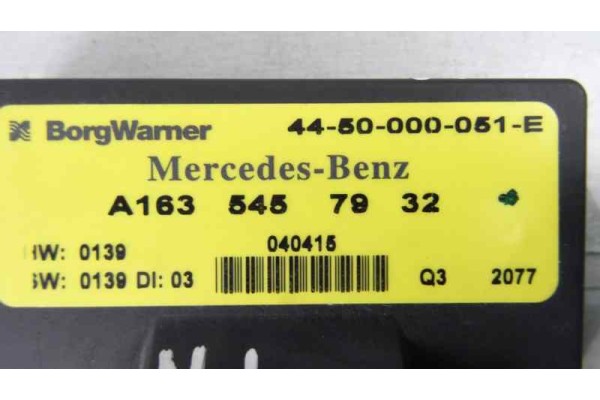 BorgWarner 44-50-000-051-E
Mercedes-Benz
A163 545 79 32
HW: 0139 040415
SW: 0139 DI: 03 Q3 2077